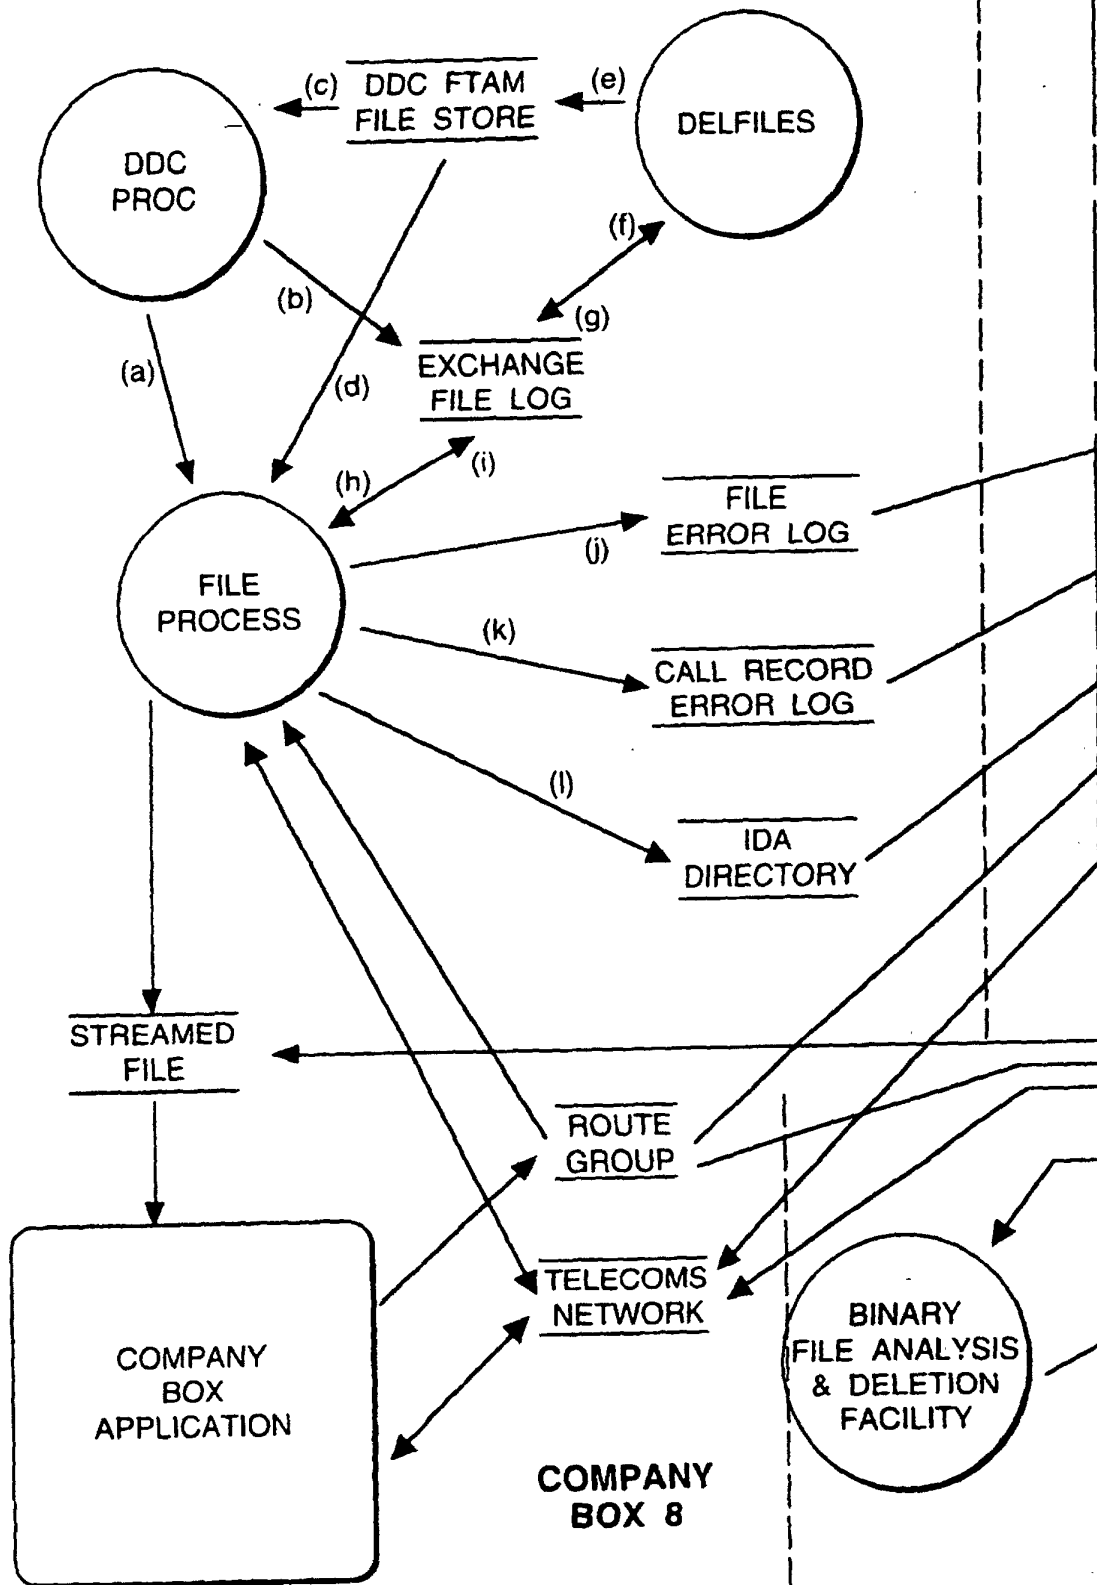 (c)
DDC FTAM
FILE STORE
(e)
DELFILES
DDC
PROC
(f)
(b)
(g)
(a)
(d)
EXCHANGE
FILE LOG
(h)
(i)
FILE
ERROR LOG
(j)
FILE
PROCESS
(k)
CALL RECORD
ERROR LOG
(l)
IDA
DIRECTORY
STREAMED
FILE
ROUTE
GROUP
TELECOMS
NETWORK
COMPANY
BOX
APPLICATION
BINARY
FILE ANALYSIS
& DELETION
FACILITY
COMPANY
BOX 8